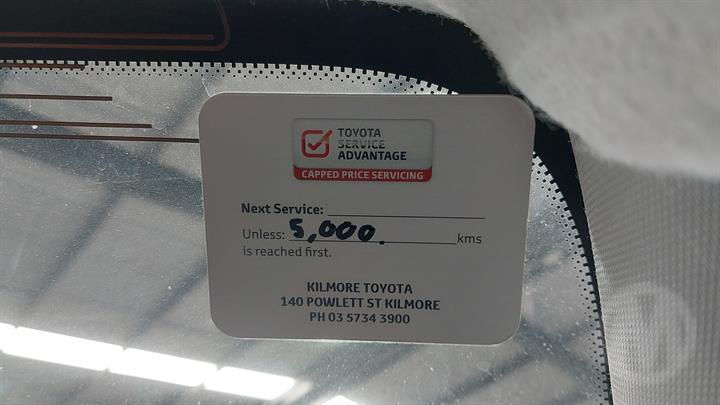 TOYOTA
SERVICE
ADVANTAGE
CAPPED PRICE SERVICING
Next Service:
Unless: 5,000. kms
is reached first.
KILMORE TOYOTA
140 POWLETT ST KILMORE
PH 03 5734 3900